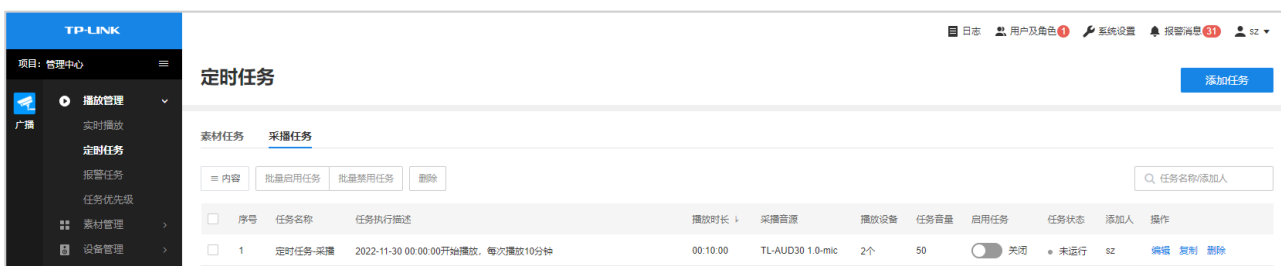 TP-LINK
日志 用户及角色 1 系统设置 报警消息 31 sz
项目：管理中心
定时任务
添加任务
广播
播放管理
实时播放
定时任务
报警任务
任务优先级
素材管理
设备管理
素材任务 采播任务
内容 批量启用任务 批量禁用任务 删除
任务名称/添加人
序号 任务名称 任务执行描述 播放时长 采播音源 播放设备 任务音量 启用任务 任务状态 添加人 操作
1 定时任务-采播 2022-11-30 00:00:00开始播放，每次播放10分钟 00:10:00 TL-AUD30 1.0-mic 2个 50 关闭 未运行 sz 编辑 复制 删除